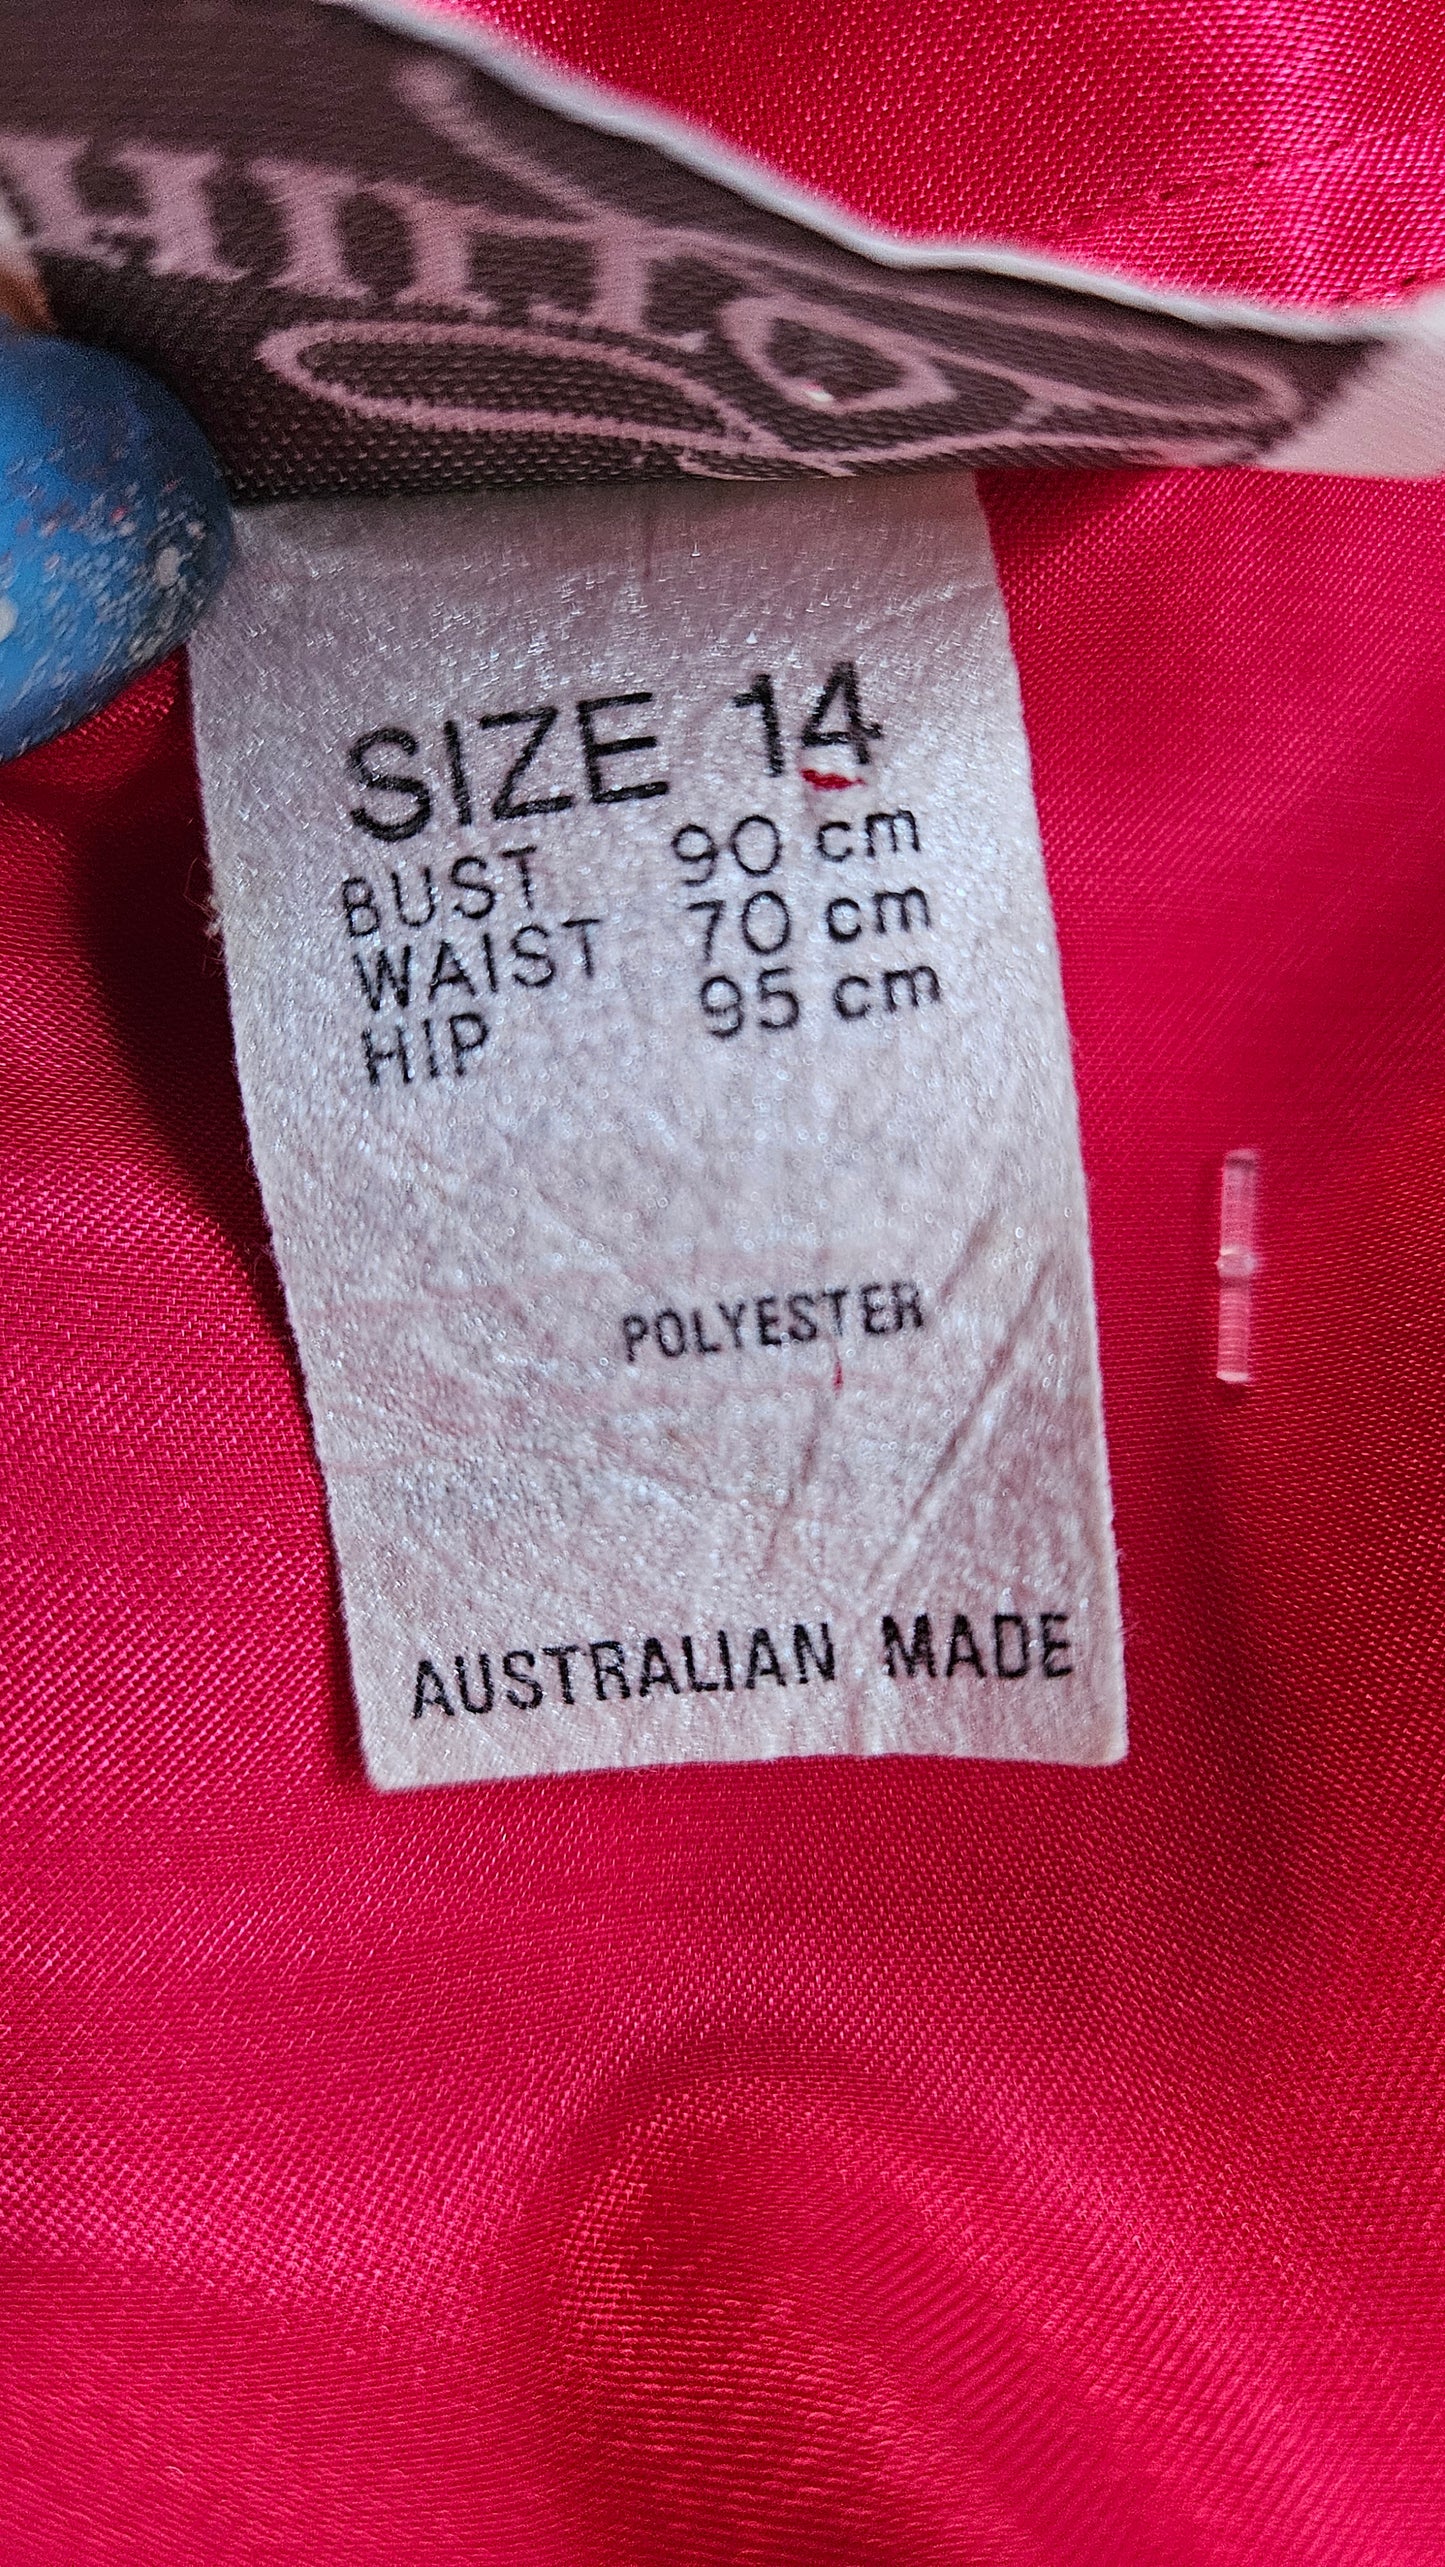 SIZE 14
BUST 90 cm
WAIST 70 cm
HIP 95 cm
POLYESTER
AUSTRALIAN MADE